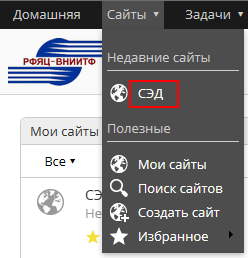 Домашняя Сайты Задачи
Недавние сайты
РФЯЦ-ВНИИТФ
СЭД
Полезные
Мои сайты
Все
Мои сайты
СЭ
Поиск сайтов
Не
Создать сайт
Избранное